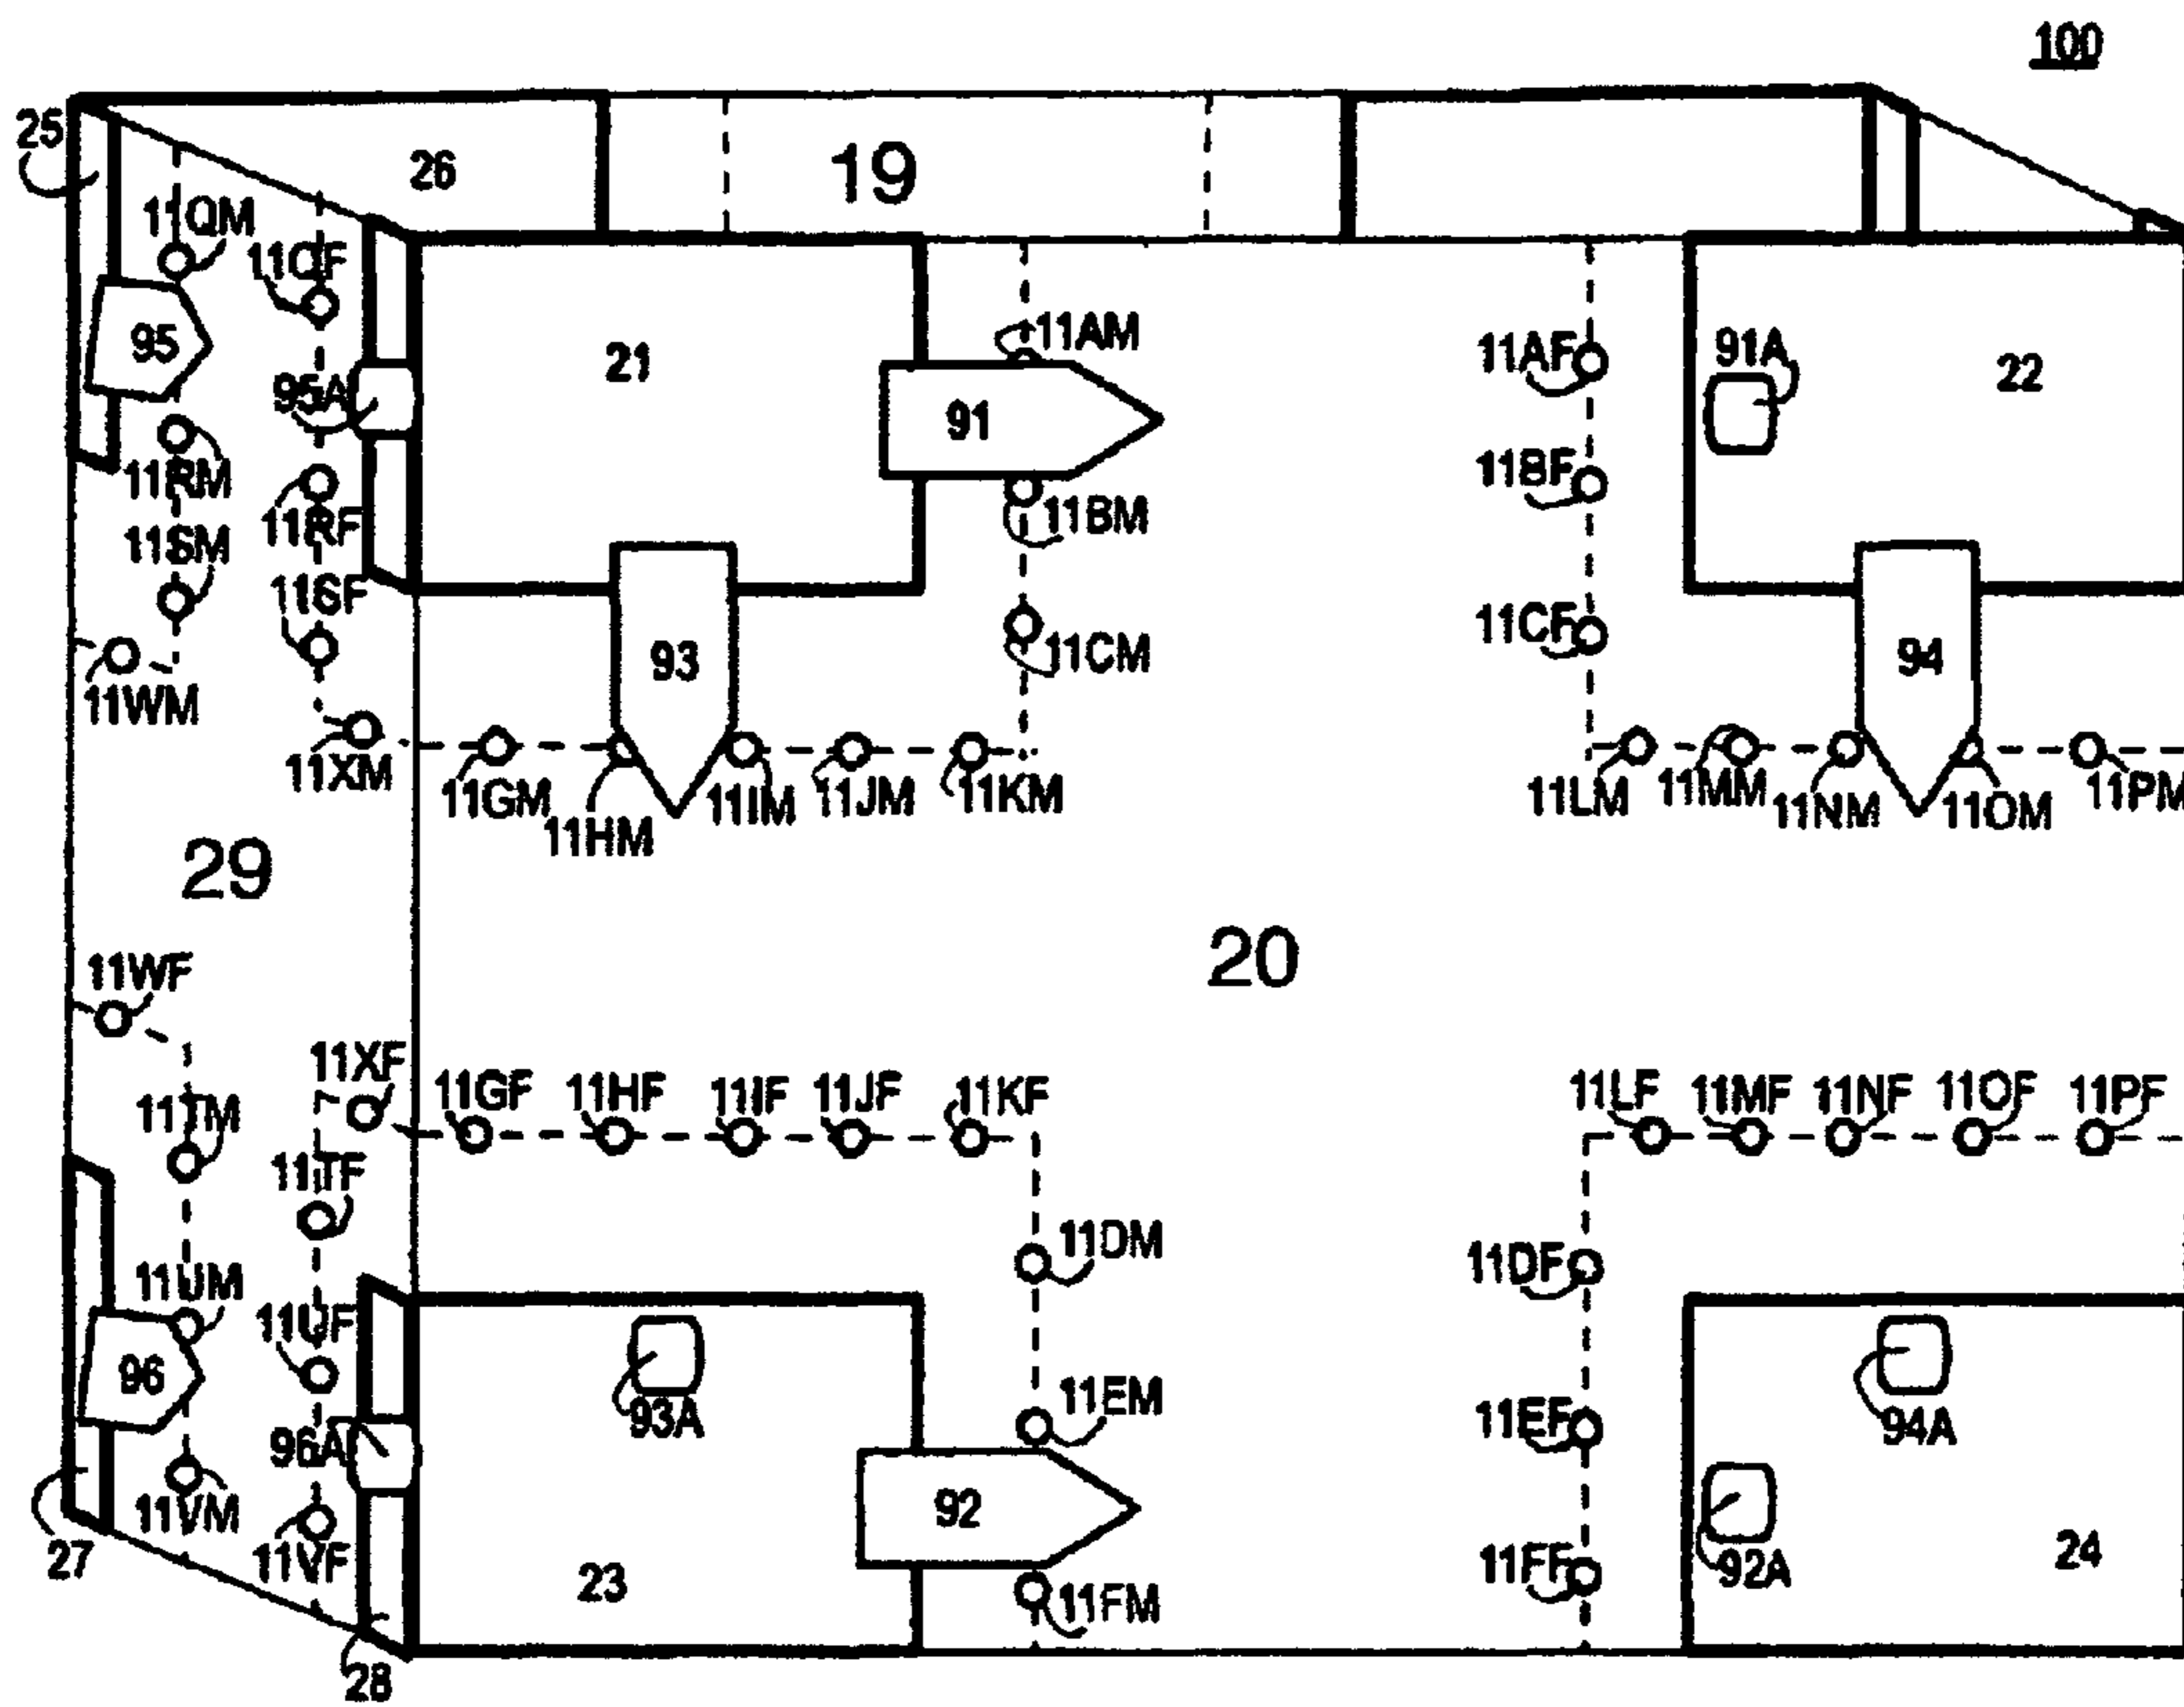 100
25
26
19
11QM
11QF
95
95A
21
91
11AM
11AF
91A
22
11RM
11BF
11RF
11BM
11SM
11SF
93
11CM
11CF
94
11WM
11XM
11GM
11HM
11IM
11JM
11KM
11LM
11MM
11NM
11OM
11PM
29
20
11WF
11XF
11GF
11HF
11IF
11JF
11KF
11LF
11MF
11NF
11OF
11PF
11TM
11TF
11DM
11DF
11UM
11UF
96
96A
93A
11EM
11EF
94A
11VM
11VF
92
92A
27
23
11FM
11FF
24
28